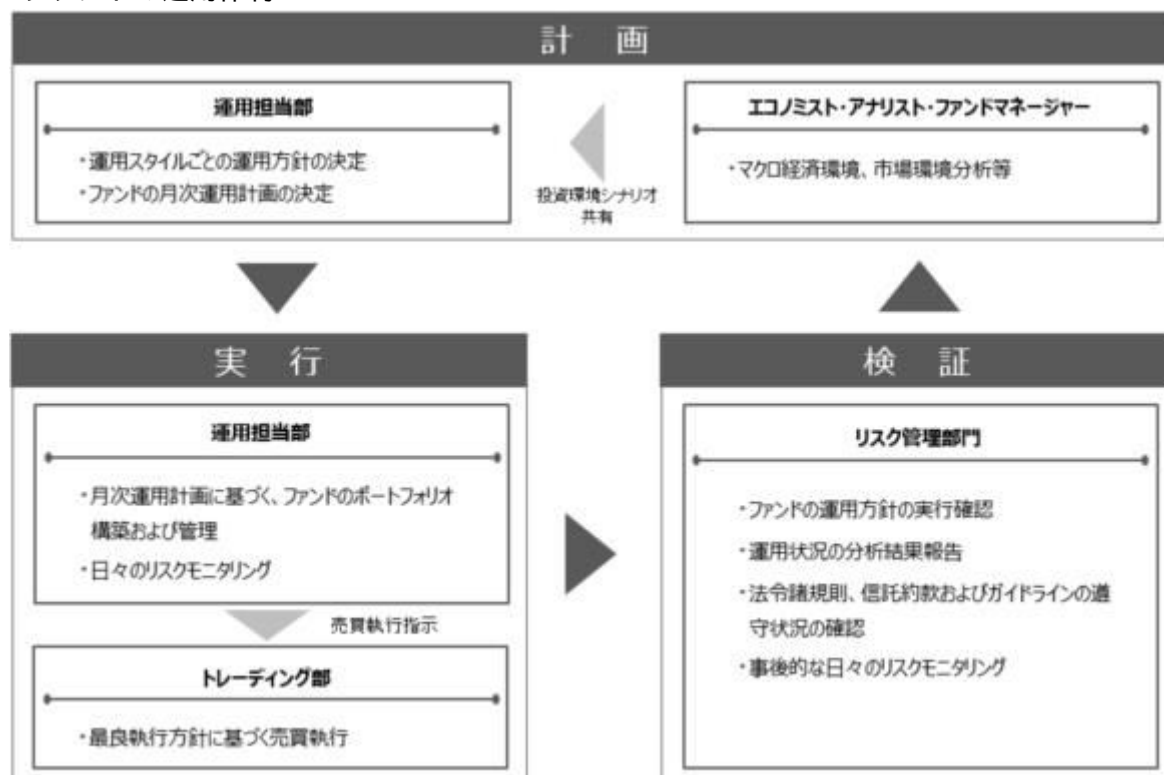 計 画
運用担当部
・運用スタイルごとの運用方針の決定
・ファンドの月次運用計画の決定
投資環境シナリオ
共有
エコノミスト・アナリスト・ファンドマネージャー
・マクロ経済環境、市場環境分析等
実 行
運用担当部
・月次運用計画に基づく、ファンドのポートフォリオ
構築および管理
・日々のリスクモニタリング
売買執行指示
トレーディング部
・最良執行方針に基づく売買執行
検 証
リスク管理部門
・ファンドの運用方針の実行確認
・運用状況の分析結果報告
・法令諸規則、信託約款およびガイドラインの遵
守状況の確認
・事後的な日々のリスクモニタリング